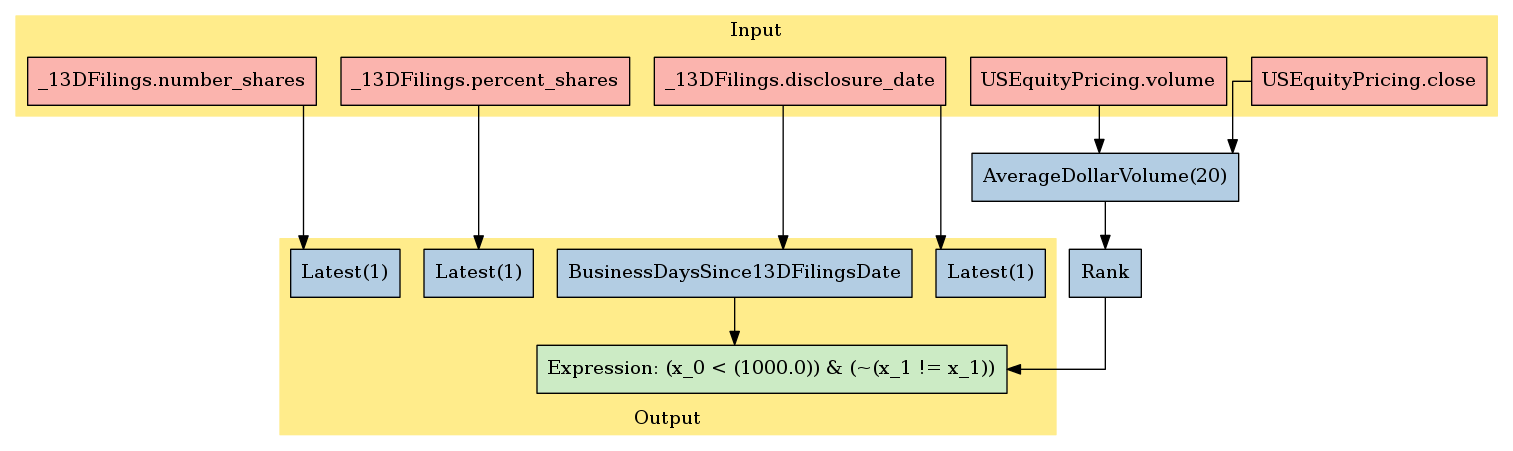 Input
_13DFilings.number_shares
_13DFilings.percent_shares
_13DFilings.disclosure_date
USEquityPricing.volume
USEquityPricing.close
AverageDollarVolume(20)
Latest(1)
Latest(1)
BusinessDaysSince13DFilingsDate
Latest(1)
Rank
Expression: (x_0 < (1000.0)) & (~(x_1 != x_1))
Output